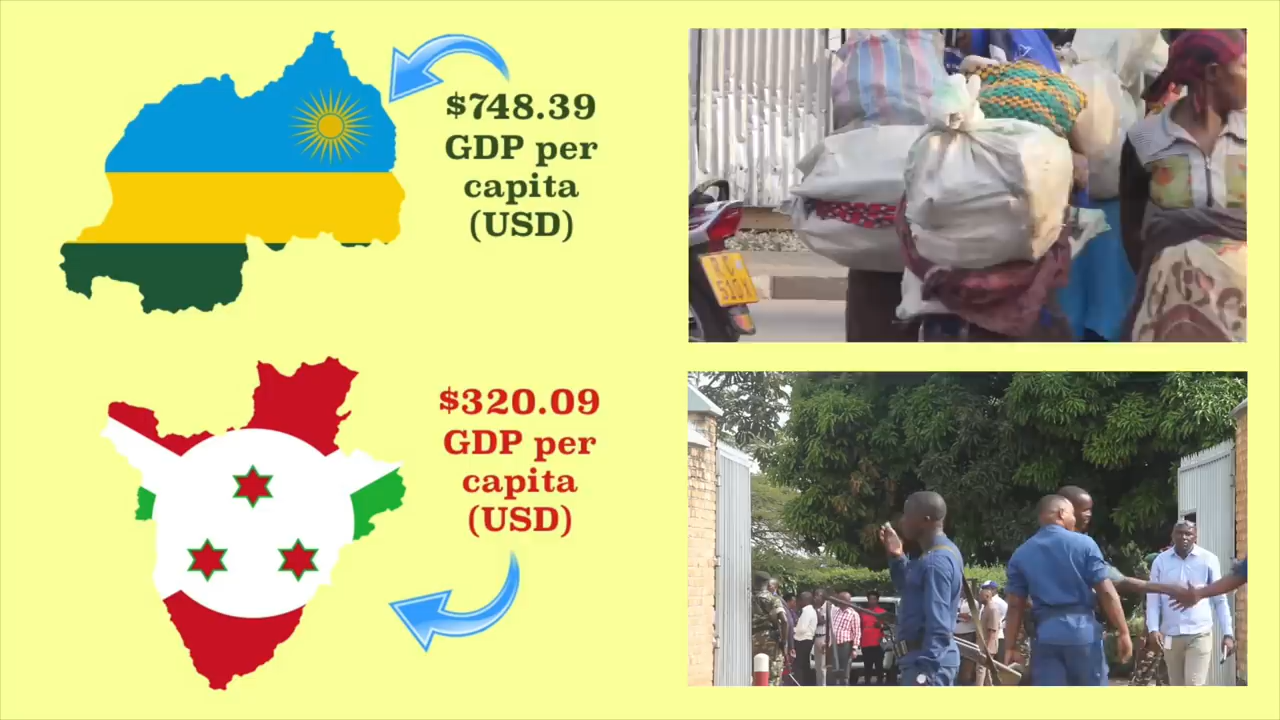 $748.39
GDP per
capita
(USD)
$320.09
GDP per
capita
(USD)